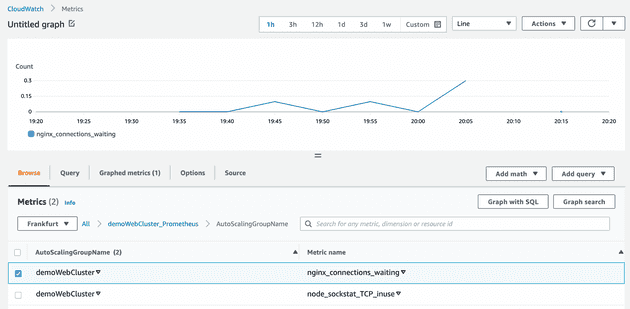 CloudWatch > Metrics
Untitled graph
1h 3h 12h 1d 3d 1w Custom Line Actions
Count
0.3
0.15
0
19:20 19:25 19:30 19:35 19:40 19:45 19:50 19:55 20:00 20:05 20:10 20:15 20:20
nginx_connections_waiting
Browse Query Graphed metrics (1) Options Source Add math Add query
Metrics (2) Info Graph with SQL Graph search
Frankfurt All > demoWebCluster_Prometheus > AutoScalingGroupName Search for any metric, dimension or resource id
AutoScalingGroupName (2) Metric name
demoWebCluster nginx_connections_waiting
demoWebCluster node_sockstat_TCP_inuse